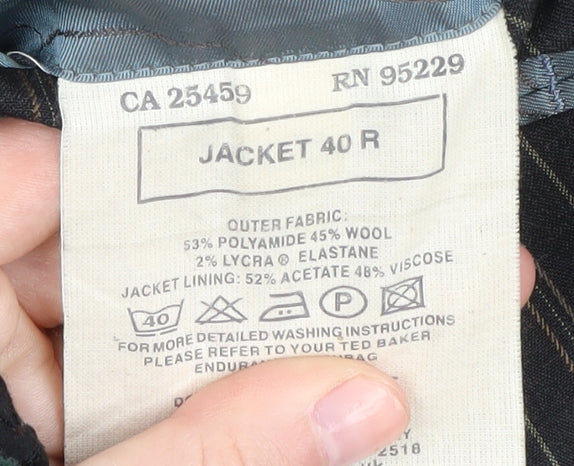 CA 25459 RN 95229
JACKET 40 R
OUTER FABRIC:
53% POLYAMIDE 45% WOOL
2% LYCRA ® ELASTANE
JACKET LINING: 52% ACETATE 48% VISCOSE
40 P
FOR MORE DETAILED WASHING INSTRUCTIONS
PLEASE REFER TO YOUR TED BAKER
2518